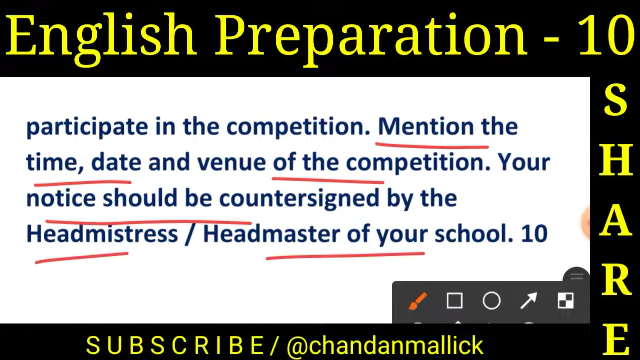 English Preparation - 10
participate in the competition. Mention the
time, date and venue of the competition. Your
notice should be countersigned by the
Headmistress / Headmaster of your school. 10
SHARE
SUBSCRIBE/ @chandanmallick